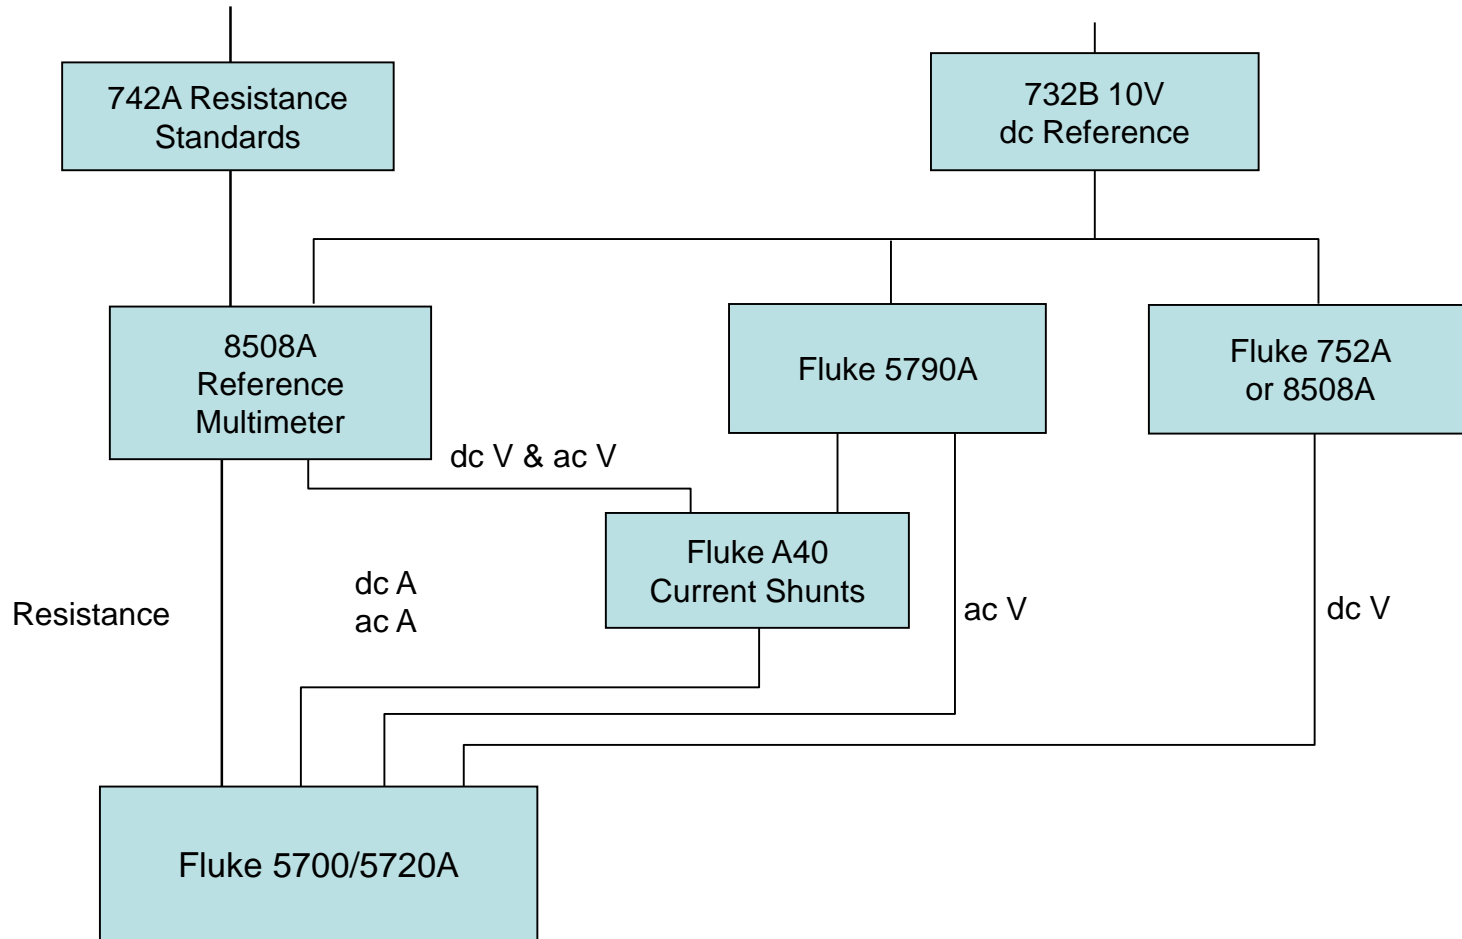 742A Resistance
Standards
732B 10V
dc Reference
8508A
Reference
Multimeter
Fluke 5790A
Fluke 752A
or 8508A
dc V & ac V
Fluke A40
Current Shunts
dc A
ac A
Resistance
ac V
dc V
Fluke 5700/5720A